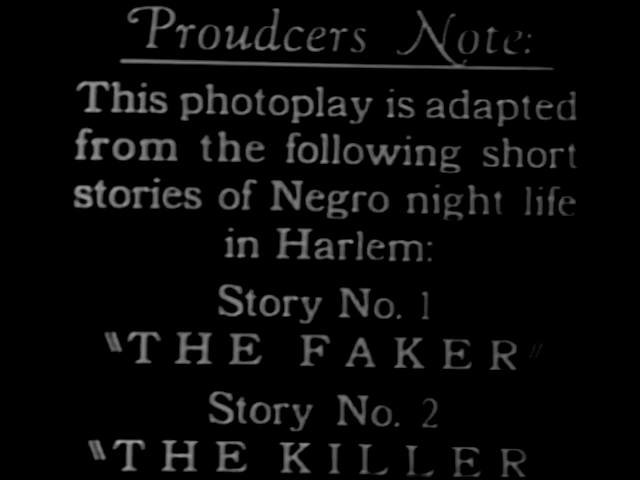 Proudcers Note:
This photoplay is adapted
from the following short
stories of Negro night life
in Harlem:
Story No. 1
"THE FAKER"
Story No. 2
"THE KILLER